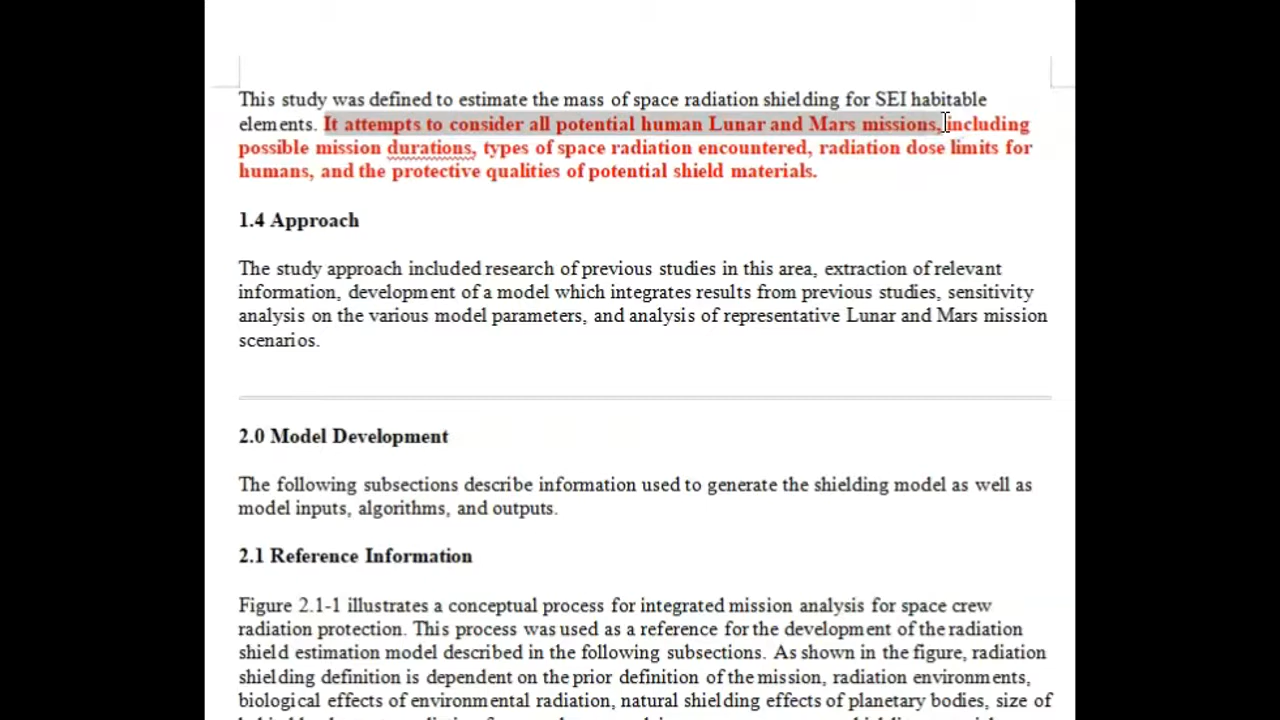 This study was defined to estimate the mass of space radiation shielding for SEI habitable
elements. It attempts to consider all potential human Lunar and Mars missions, including
possible mission durations, types of space radiation encountered, radiation dose limits for
humans, and the protective qualities of potential shield materials.
1.4 Approach
The study approach included research of previous studies in this area, extraction of relevant
information, development of a model which integrates results from previous studies, sensitivity
analysis on the various model parameters, and analysis of representative Lunar and Mars mission
scenarios.
2.0 Model Development
The following subsections describe information used to generate the shielding model as well as
model inputs, algorithms, and outputs.
2.1 Reference Information
Figure 2.1-1 illustrates a conceptual process for integrated mission analysis for space crew
radiation protection. This process was used as a reference for the development of the radiation
shield estimation model described in the following subsections. As shown in the figure, radiation
shielding definition is dependent on the prior definition of the mission, radiation environments,
biological effects of environmental radiation, natural shielding effects of planetary bodies, size of